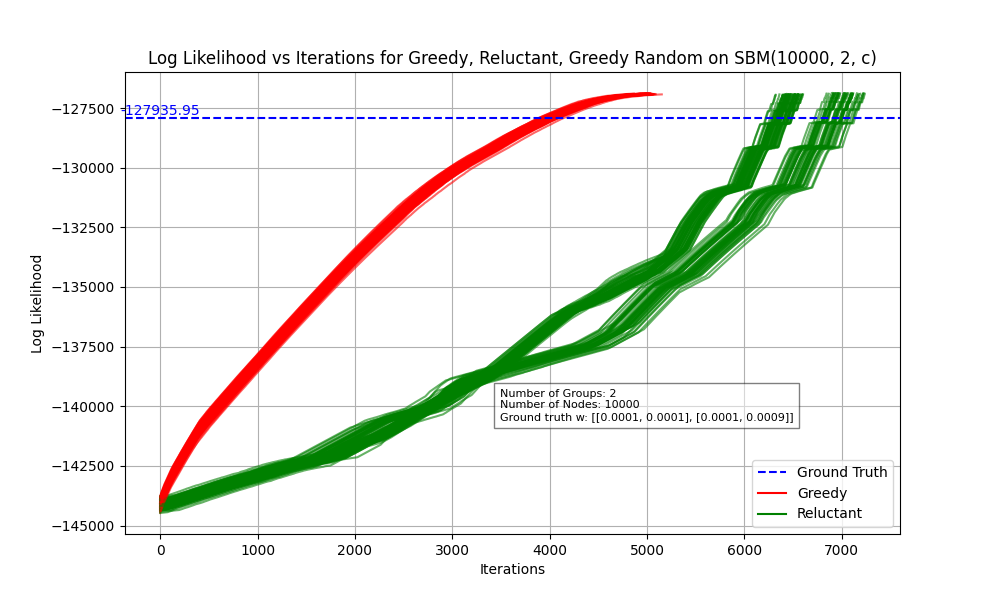 Log Likelihood vs Iterations for Greedy, Reluctant, Greedy Random on SBM(10000, 2, c)
Log Likelihood
−127500
−130000
−132500
−135000
−137500
−140000
−142500
−145000
-127935.95
Number of Groups: 2
Number of Nodes: 10000
Ground truth w: [[0.0001, 0.0001], [0.0001, 0.0009]]
Ground Truth
Greedy
Reluctant
0 1000 2000 3000 4000 5000 6000 7000
Iterations